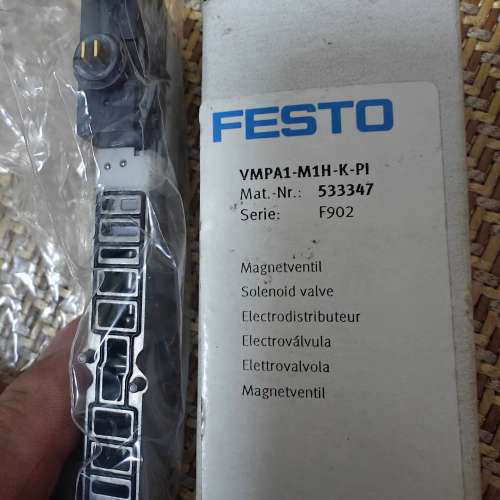 FESTO
VMPA1-M1H-K-PI
Mat.-Nr.: 533347
Serie: F902
Magnetventil
Solenoid valve
Electrodistributeur
Electroválvula
Elettrovalvola
Magnetventil